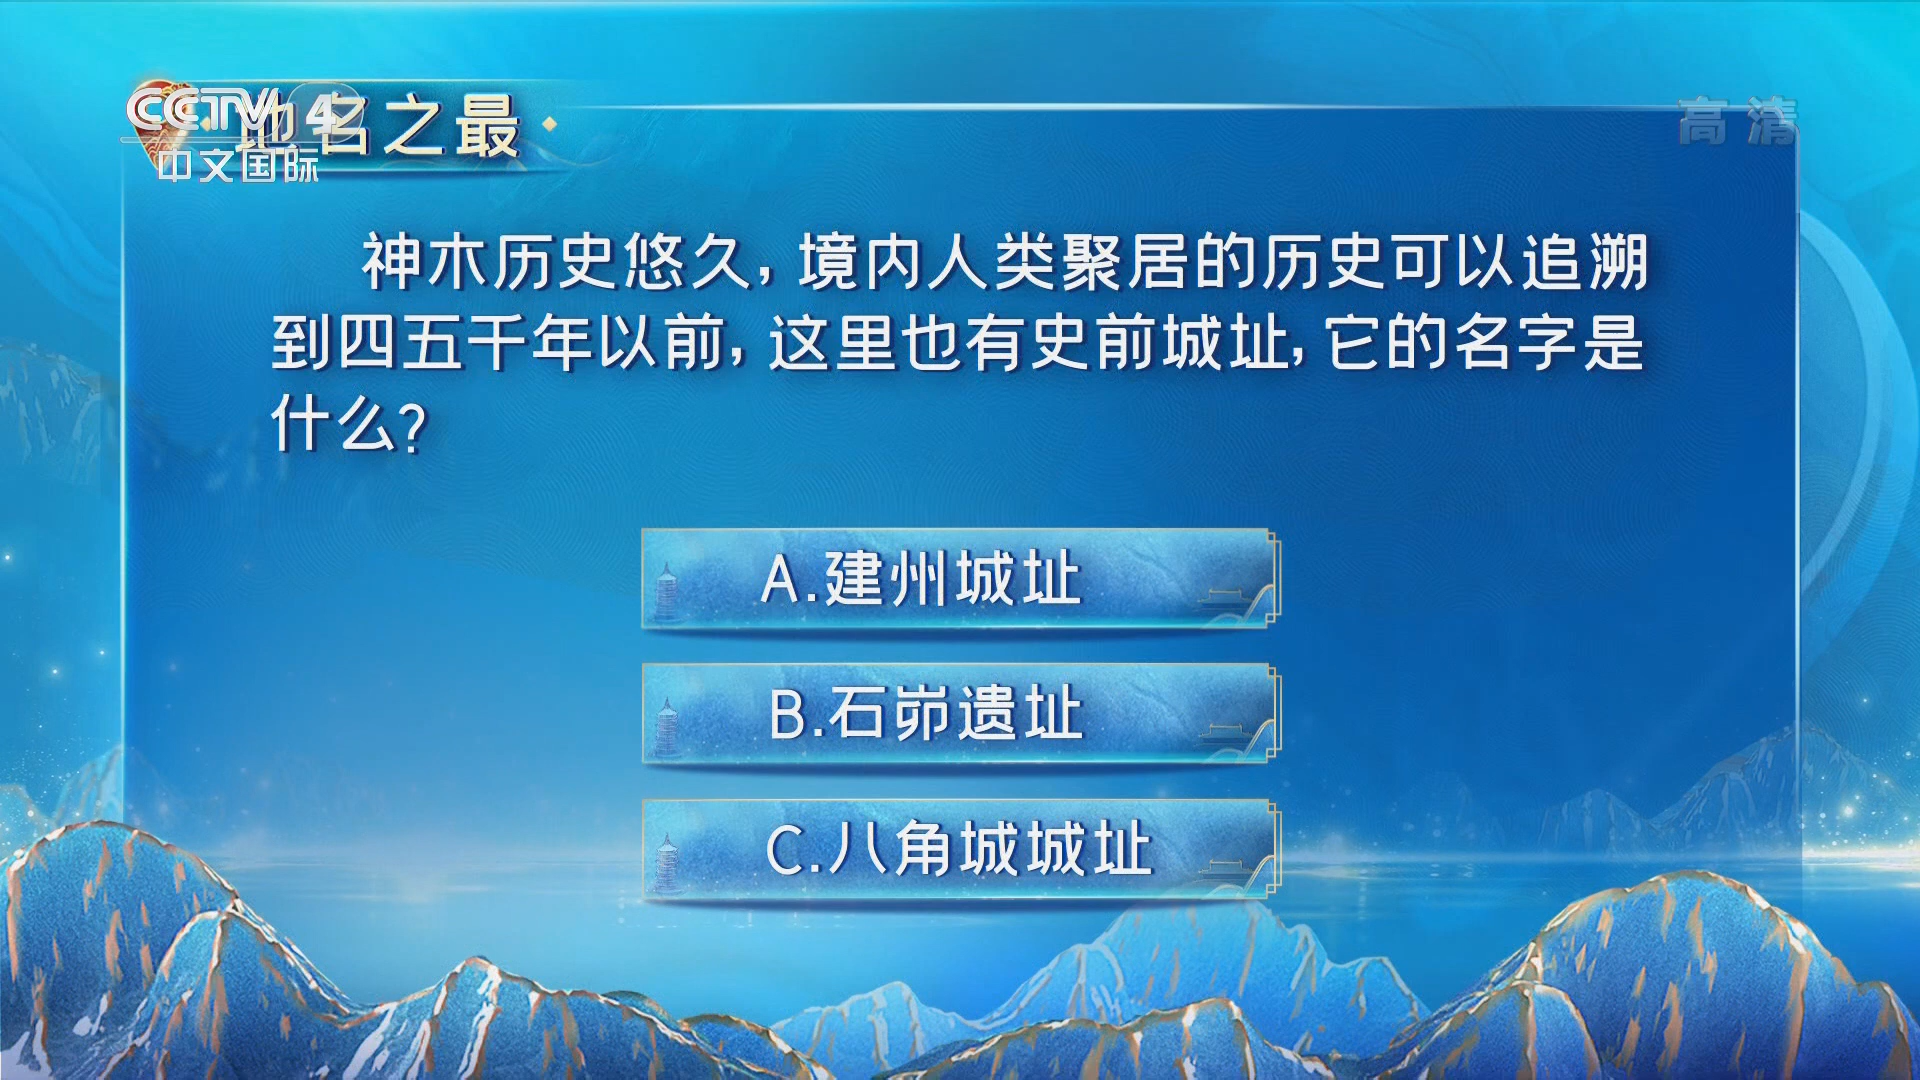 CCTV 4
中文国际
地名之最
高清
神木历史悠久，境内人类聚居的历史可以追溯
到四五千年以前，这里也有史前城址，它的名字是
什么？
A.建州城址
B.石峁遗址
C.八角城城址